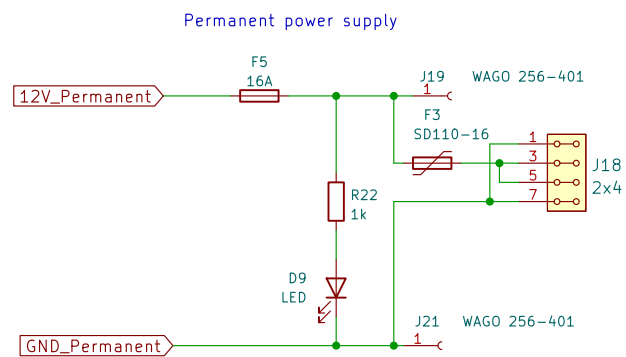 Permanent power supply
F5
16A
J19
WAGO 256-401
1
12V_Permanent
F3
SD110-16
1
3
5
7
J18
2x4
R22
1k
D9
LED
J21
WAGO 256-401
1
GND_Permanent